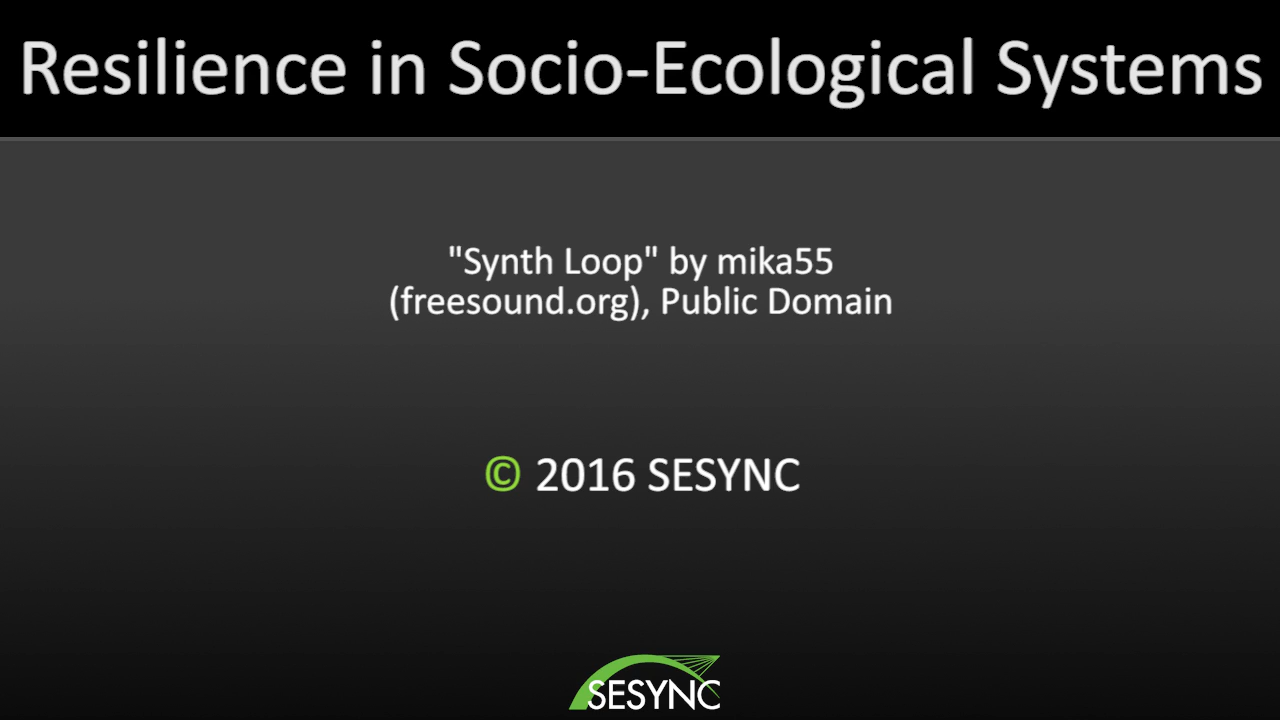 Resilience in Socio-Ecological Systems
"Synth Loop" by mika55
(freesound.org), Public Domain
© 2016 SESYNC
SESYNC